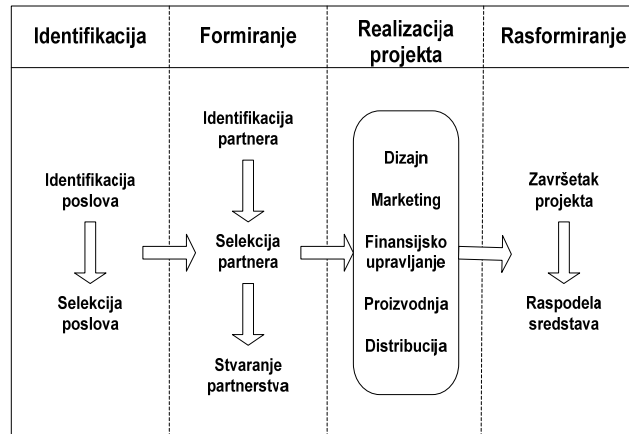 Identifikacija
Formiranje
Realizacija
projekta
Rasformiranje
Identifikacija
poslova
Selekcija
poslova
Identifikacija
partnera
Selekcija
partnera
Stvaranje
partnerstva
Dizajn
Marketing
Finansijsko
upravljanje
Proizvodnja
Distribucija
Završetak
projekta
Raspodela
sredstava